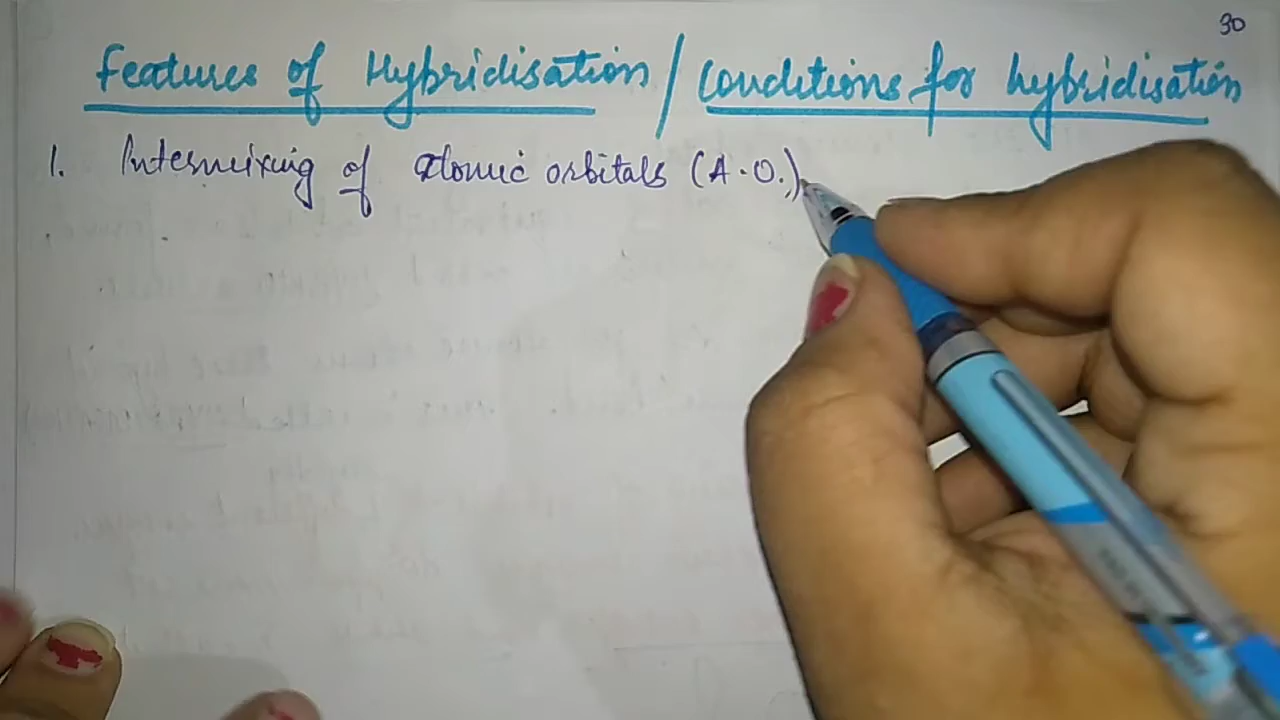 30
Features of Hybridisation / Conditions for hybridisation
1. Intermixing of atomic orbitals (A.O.)